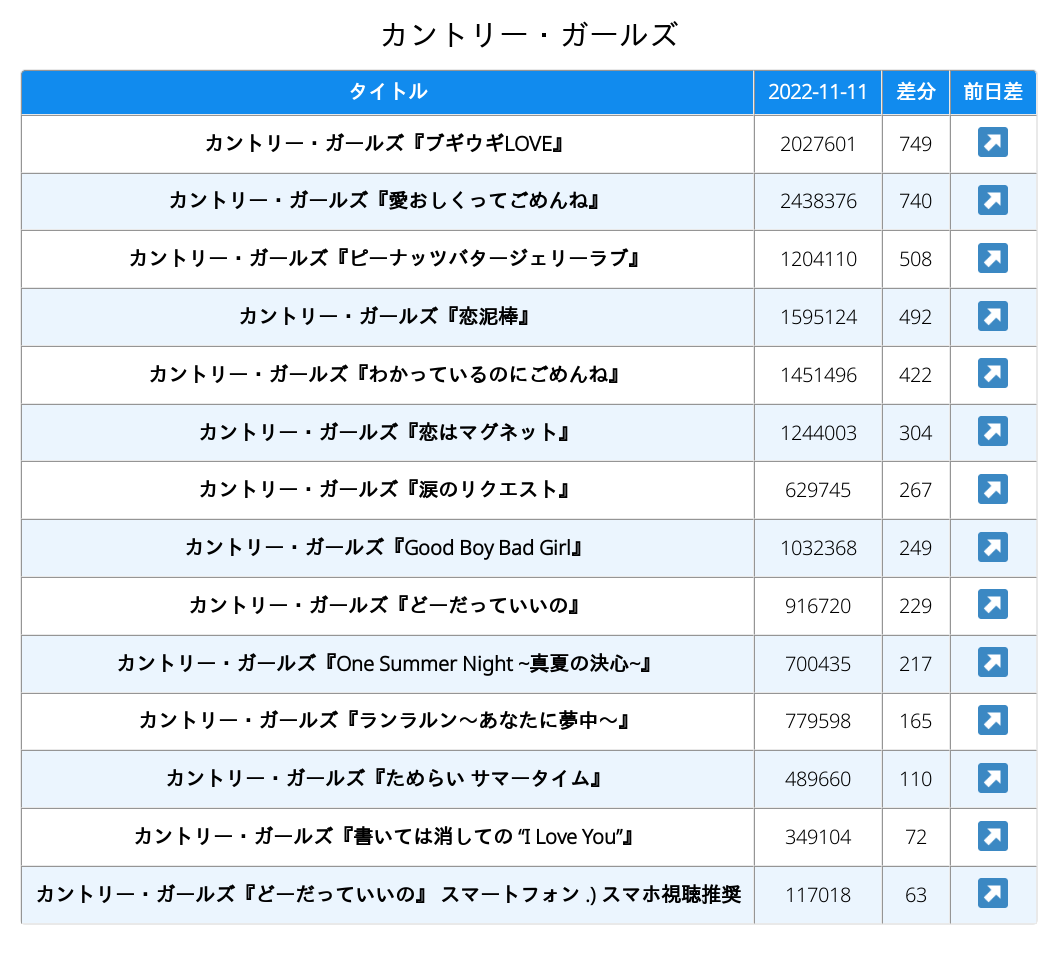 カントリー・ガールズ
タイトル 2022-11-11 差分 前日差
カントリー・ガールズ『ブギウギLOVE』 2027601 749
カントリー・ガールズ『愛おしくってごめんね』 2438376 740
カントリー・ガールズ『ピーナッツバタージェリーラブ』 1204110 508
カントリー・ガールズ『恋泥棒』 1595124 492
カントリー・ガールズ『わかっているのにごめんね』 1451496 422
カントリー・ガールズ『恋はマグネット』 1244003 304
カントリー・ガールズ『涙のリクエスト』 629745 267
カントリー・ガールズ『Good Boy Bad Girl』 1032368 249
カントリー・ガールズ『どーだっていいの』 916720 229
カントリー・ガールズ『One Summer Night ~真夏の決心~』 700435 217
カントリー・ガールズ『ランラルン～あなたに夢中～』 779598 165
カントリー・ガールズ『ためらい サマータイム』 489660 110
カントリー・ガールズ『書いては消しての “I Love You”』 349104 72
カントリー・ガールズ『どーだっていいの』 スマートフォン .) スマホ視聴推奨 117018 63